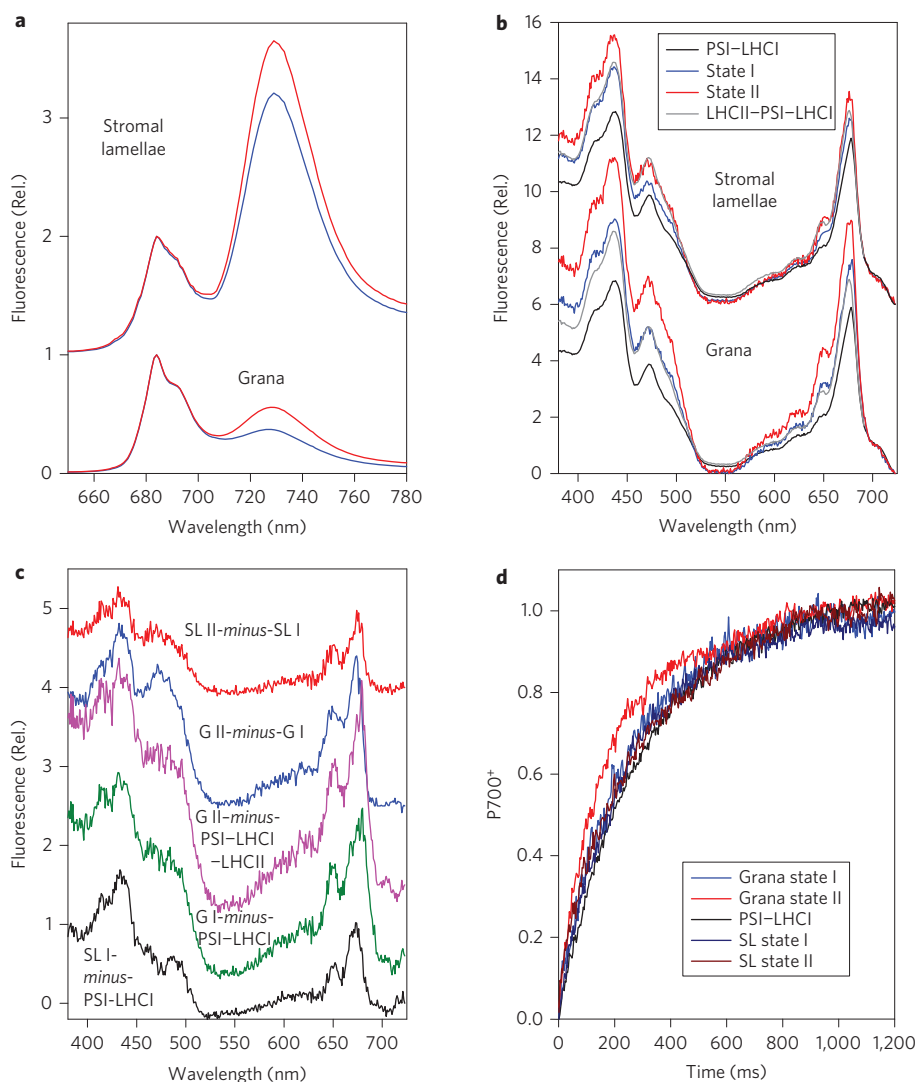 a
Fluorescence (Rel.)
3
2
1
0
Stromal
lamellae
Grana
660 680 700 720 740 760 780
Wavelength (nm)
b
Fluorescence (Rel.)
16
14
12
10
8
6
4
2
0
PSI–LHCI
State I
State II
LHCII–PSI–LHCI
Stromal
lamellae
Grana
400 450 500 550 600 650 700
Wavelength (nm)
c
Fluorescence (Rel.)
5
4
3
2
1
0
SL II-minus-SL I
G II-minus-G I
G II–minus-
PSI–LHCI
–LHCII
G I-minus-
PSI–LHCI
SL I-
minus-
PSI-LHCI
400 450 500 550 600 650 700
Wavelength (nm)
d
P700+
1.0
0.8
0.6
0.4
0.2
0.0
Grana state I
Grana state II
PSI–LHCI
SL state I
SL state II
0 200 400 600 800 1,000 1,200
Time (ms)